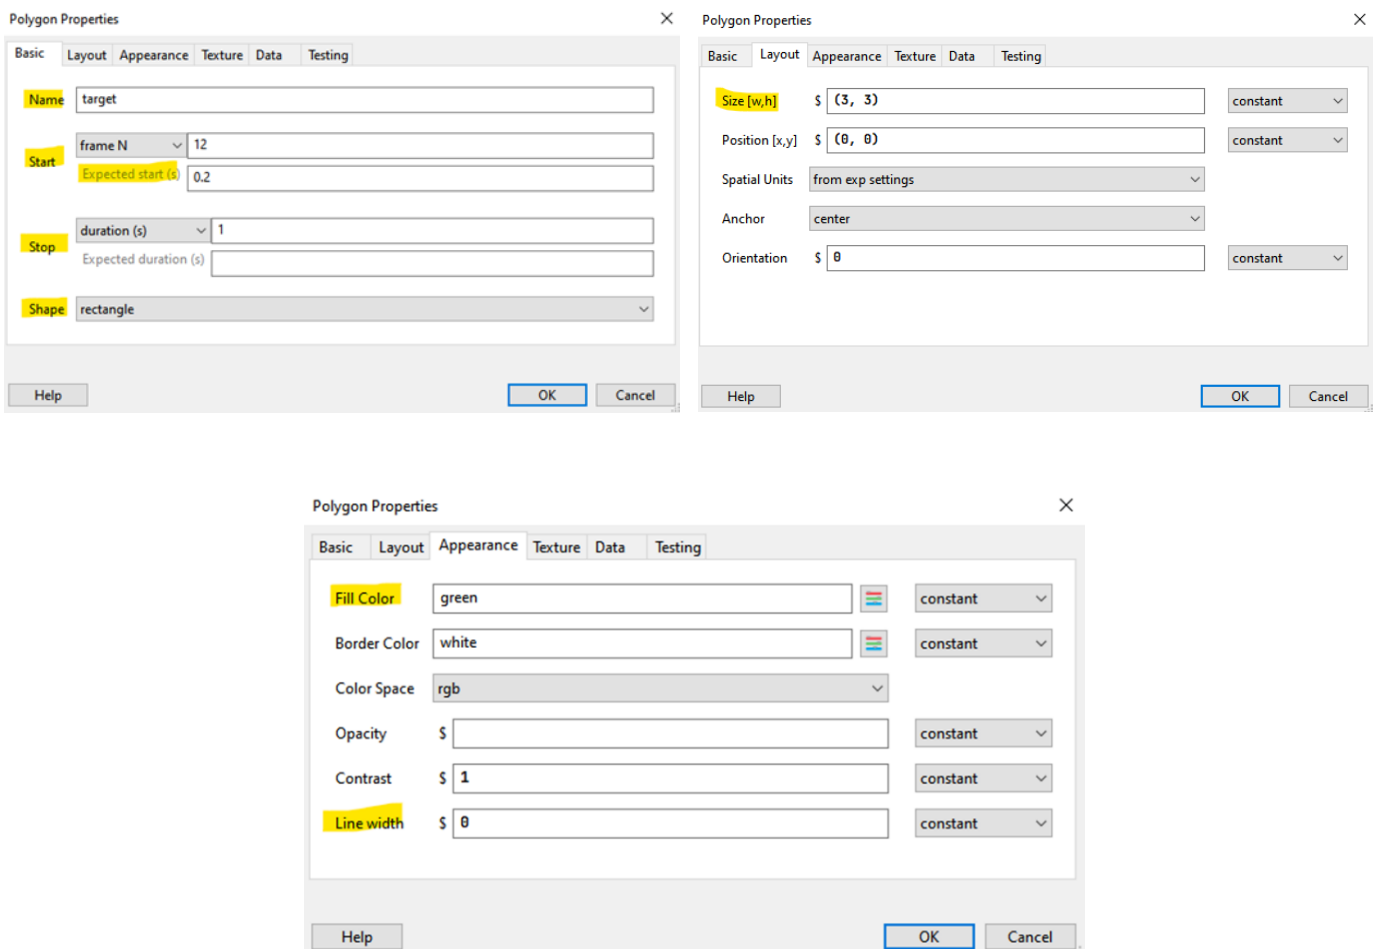 Polygon Properties
Basic Layout Appearance Texture Data Testing
Name target
Start frame N 12
Expected start (s) 0.2
Stop duration (s) 1
Expected duration (s)
Shape rectangle
Help OK Cancel
Polygon Properties
Basic Layout Appearance Texture Data Testing
Size [w,h] $ (3, 3) constant
Position [x,y] $ (0, 0) constant
Spatial Units from exp settings
Anchor center
Orientation $ 0 constant
Help OK Cancel
Polygon Properties
Basic Layout Appearance Texture Data Testing
Fill Color green constant
Border Color white constant
Color Space rgb
Opacity $ constant
Contrast $ 1 constant
Line width $ 0 constant
Help OK Cancel